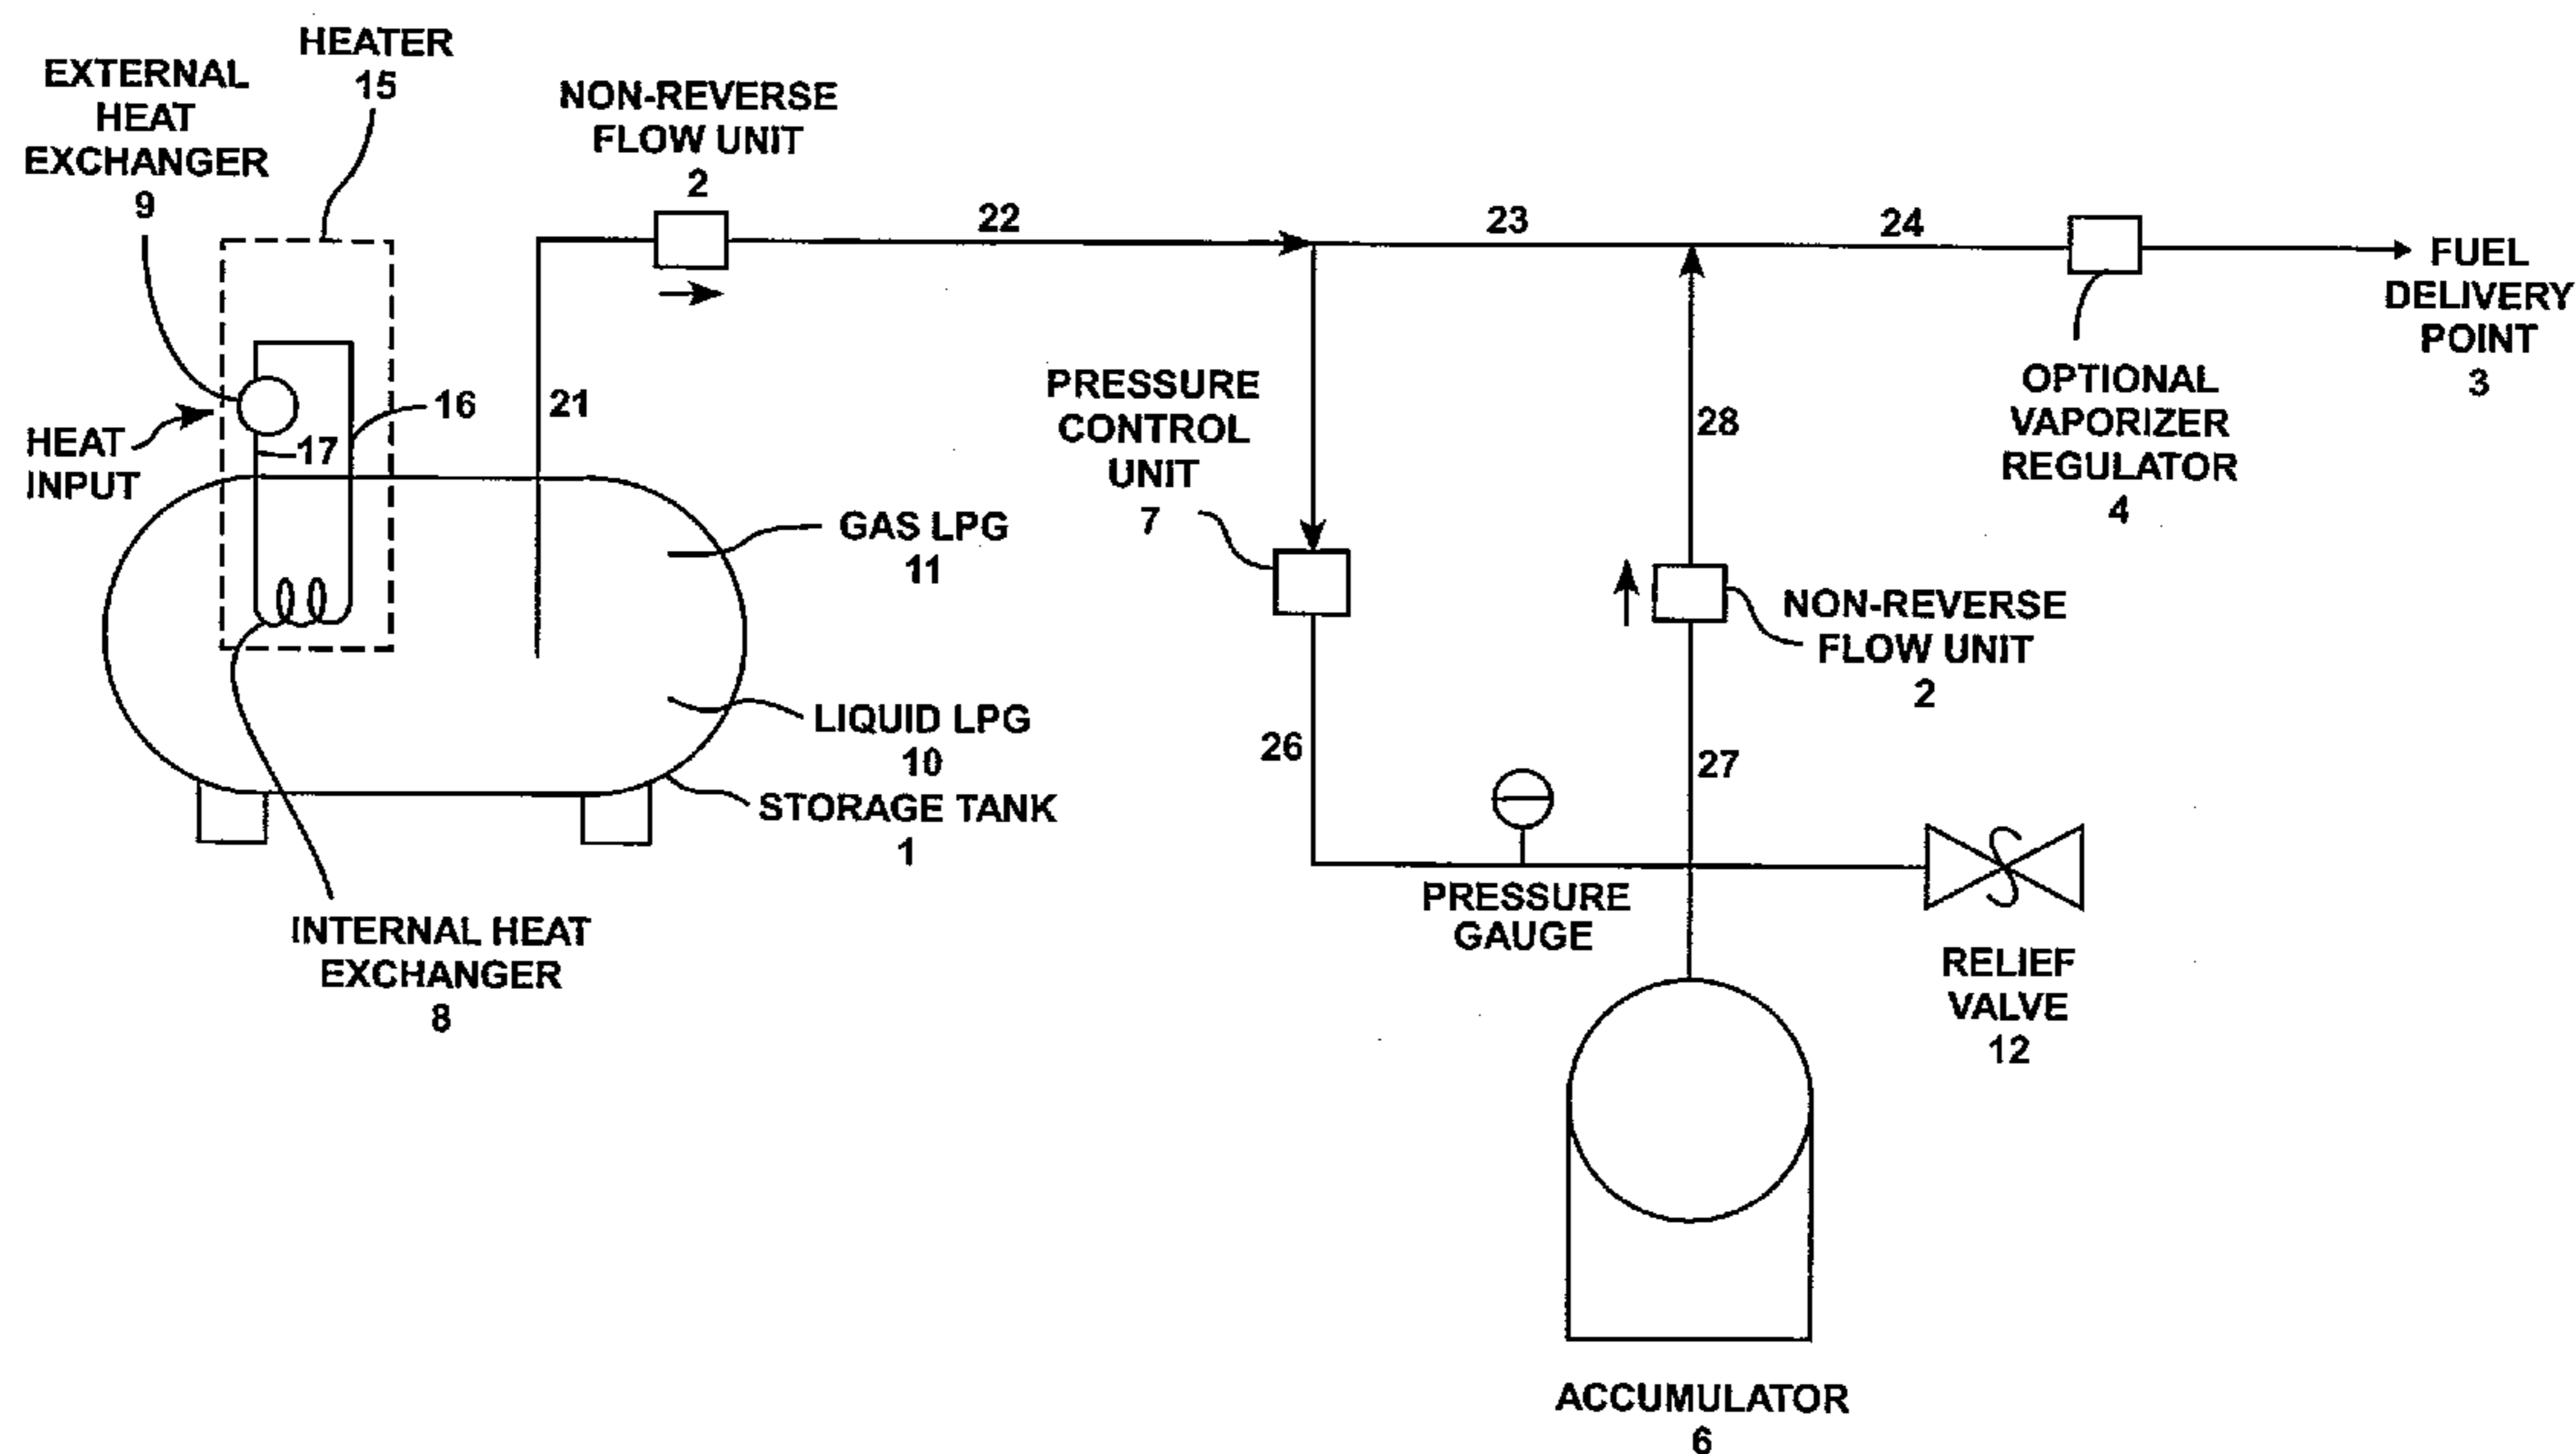 HEATER
15
EXTERNAL
HEAT
EXCHANGER
9
NON-REVERSE
FLOW UNIT
2
22
23
24
FUEL
DELIVERY
POINT
3
OPTIONAL
VAPORIZER
REGULATOR
4
PRESSURE
CONTROL
UNIT
7
28
21
16
17
HEAT
INPUT
GAS LPG
11
LIQUID LPG
10
STORAGE TANK
1
INTERNAL HEAT
EXCHANGER
8
NON-REVERSE
FLOW UNIT
2
26
27
PRESSURE
GAUGE
RELIEF
VALVE
12
ACCUMULATOR
6